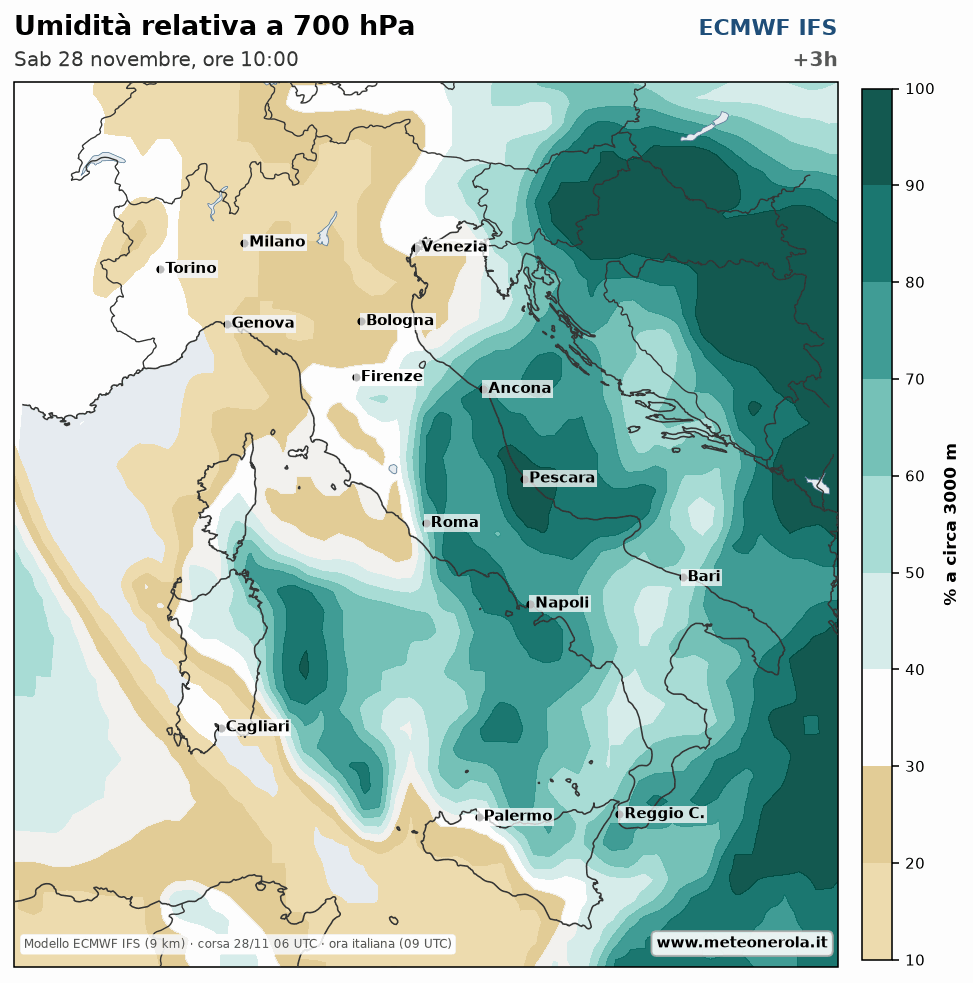 Umidità relativa a 700 hPa
ECMWF IFS
Sab 28 novembre, ore 10:00
+3h
100
90
80
70
60
50
40
30
20
10
% a circa 3000 m
Milano
Venezia
Torino
Genova
Bologna
Firenze
Ancona
Pescara
Roma
Bari
Napoli
Cagliari
Palermo
Reggio C.
Modello ECMWF IFS (9 km) · corsa 28/11 06 UTC · ora italiana (09 UTC)
www.meteonerola.it